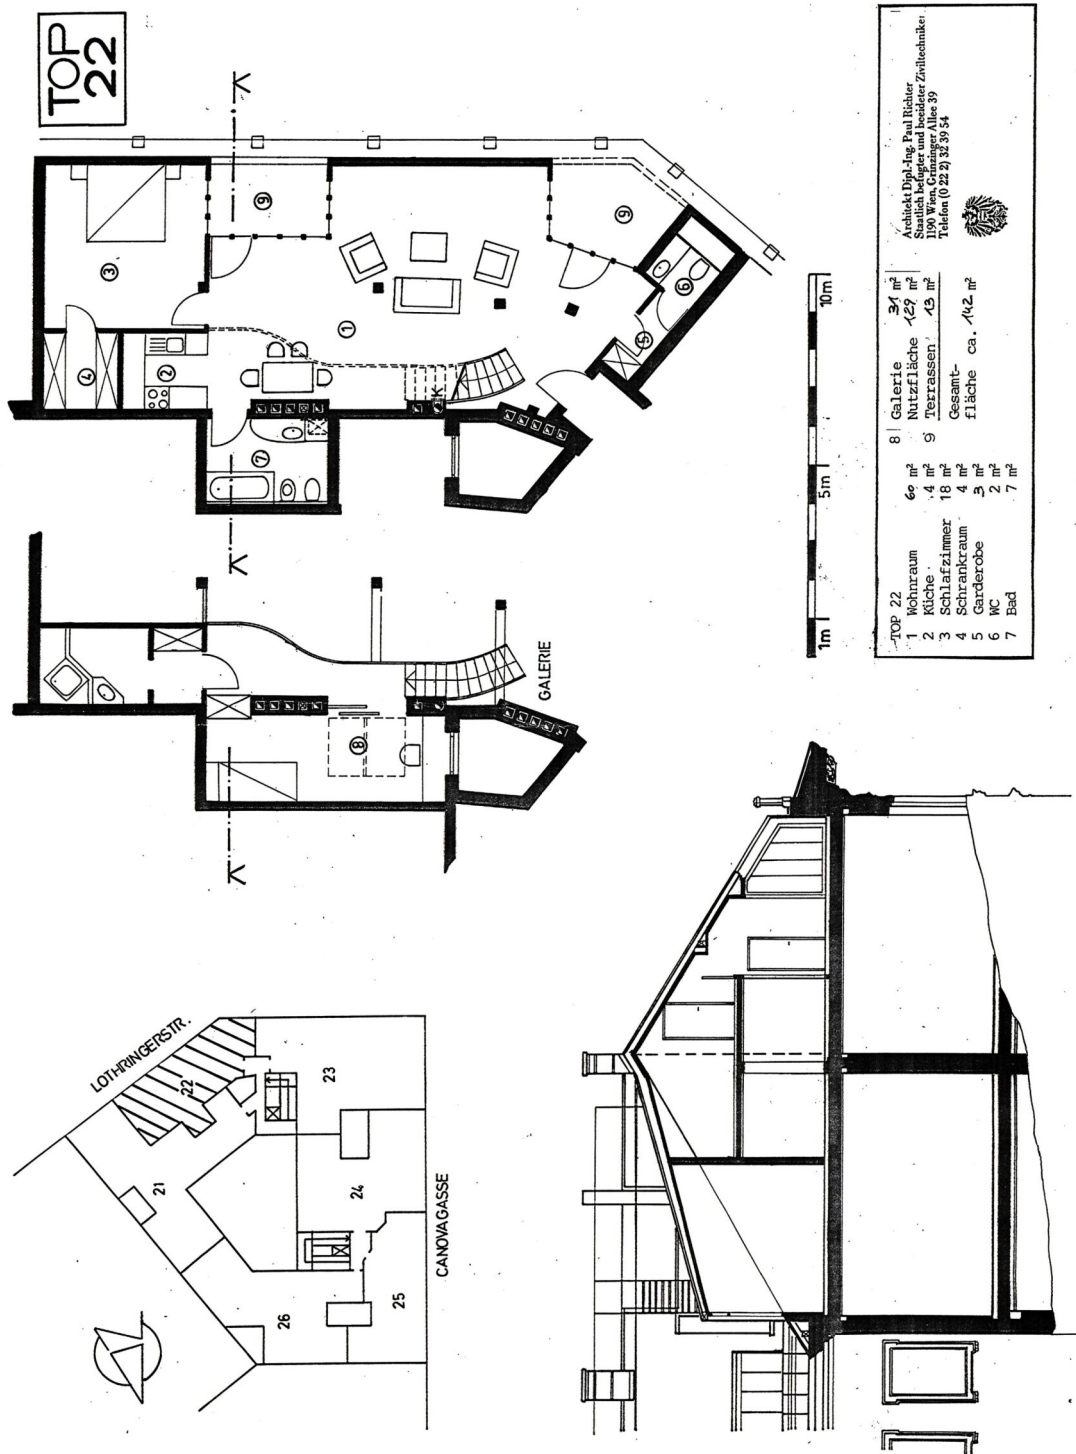 TOP
22
Architekt Dipl.-Ing. Paul Richter
Staatlich befugter und beeideter Ziviltechniker
1190 Wien, Grinzinger Allee 39
Telefon (0 22 2) 32 39 54
TOP 22
1 Wohnraum 60 m²
2 Küche 4 m²
3 Schlafzimmer 18 m²
4 Schrankraum 4 m²
5 Garderobe 3 m²
6 WC 2 m²
7 Bad 7 m²
8 Galerie 31 m²
Nutzfläche 129 m²
9 Terrassen 13 m²
Gesamt-
fläche ca. 142 m²
1m 5m 10m
3
9
4
2
1
9
6
5
7
8
GALERIE
LOTHRINGERSTR.
22
23
21
24
26
25
CANOVAGASSE